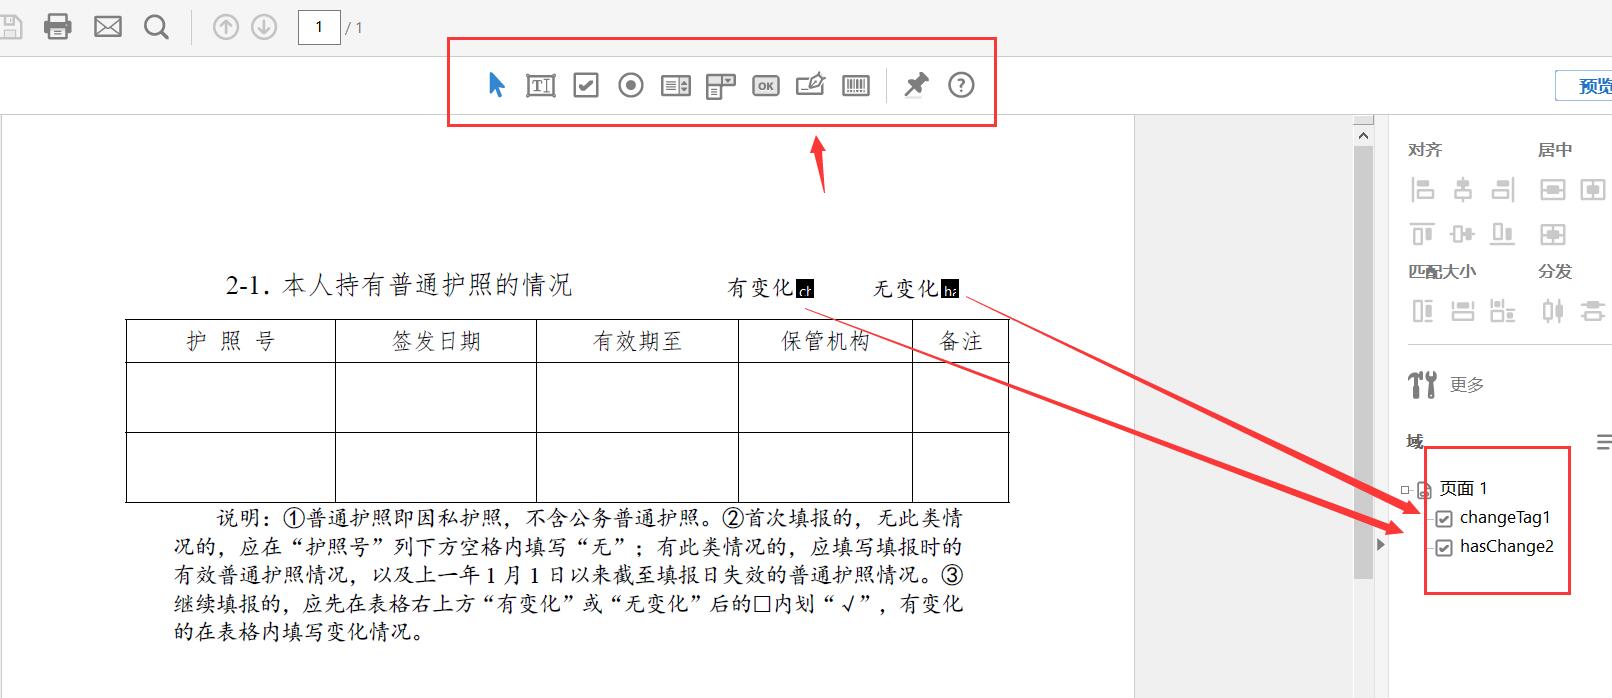 1 / 1
OK
预览
对齐 居中
2-1. 本人持有普通护照的情况 有变化 ch 无变化 ha
匹配大小 分发
护 照 号 签发日期 有效期至 保管机构 备注
更多
域
页面 1
changeTag1
hasChange2
说明：①普通护照即因私护照，不含公务普通护照。②首次填报的，无此类情
况的，应在“护照号”列下方空格内填写“无”；有此类情况的，应填写填报时的
有效普通护照情况，以及上一年 1 月 1 日以来截至填报日失效的普通护照情况。③
继续填报的，应先在表格右上方“有变化”或“无变化”后的□内划“√”，有变化
的在表格内填写变化情况。